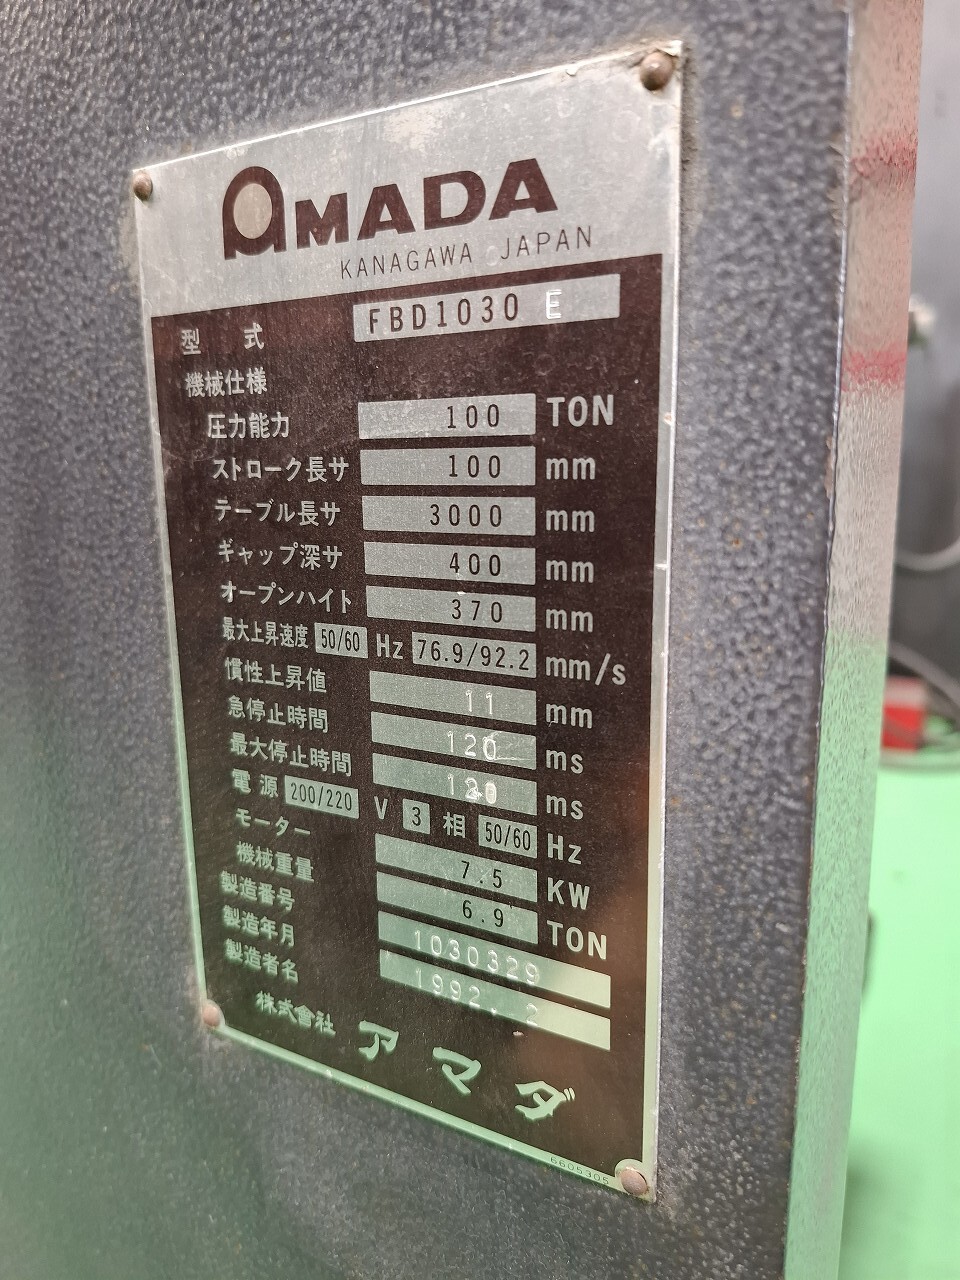 AMADA
KANAGAWA JAPAN
型式 FBD1030 E
機械仕様
圧力能力 100 TON
ストローク長サ 100 mm
テーブル長サ 3000 mm
ギャップ深サ 400 mm
オープンハイト 370 mm
最大上昇速度 50/60 Hz 76.9/92.2 mm/s
慣性上昇値 11 mm
急停止時間 120 ms
最大停止時間 ms
電源 200/220 V 3 相 50/60 Hz
モーター 7.5 KW
機械重量 6.9 TON
製造番号 1030329
製造年月 1992.2
製造者名
株式會社 アマダ
6605305